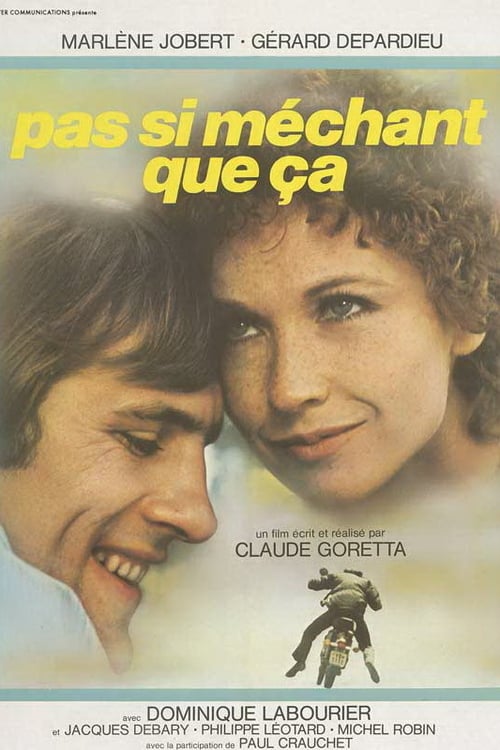 COMMUNICATIONS présente
MARLÈNE JOBERT • GÉRARD DEPARDIEU
pas si méchant
que ça
un film écrit et réalisé par
CLAUDE GORETTA
avec DOMINIQUE LABOURIER
et JACQUES DEBARY • PHILIPPE LÉOTARD • MICHEL ROBIN
avec la participation de PAUL CRAUCHET